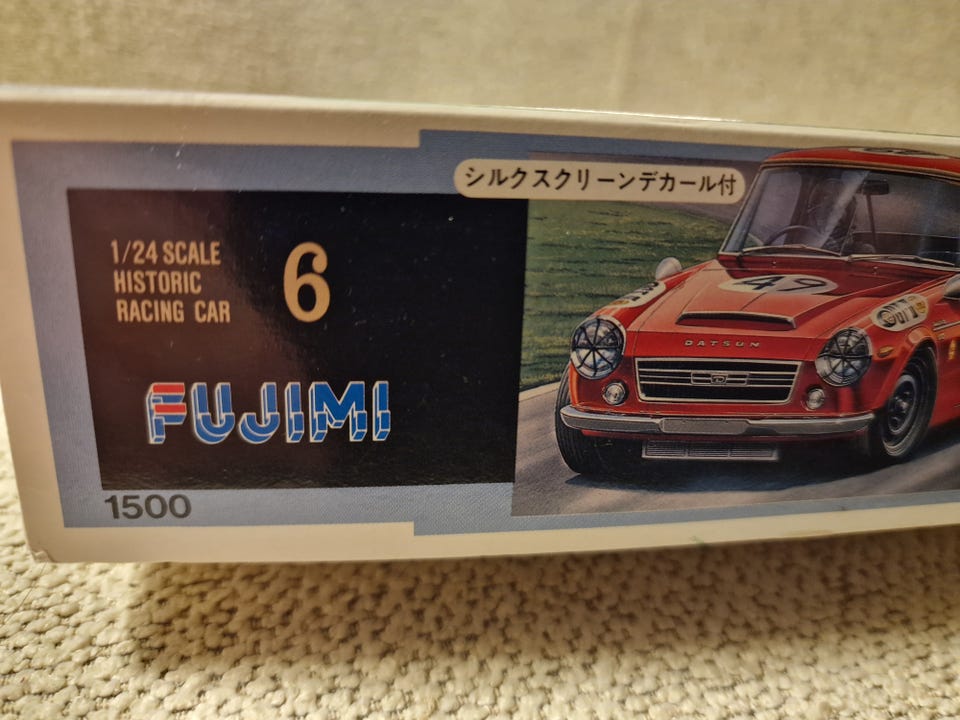 シルクスクリーンデカール付
1/24 SCALE
HISTORIC
RACING CAR
6
FUJIMI
1500
49
DATSUN